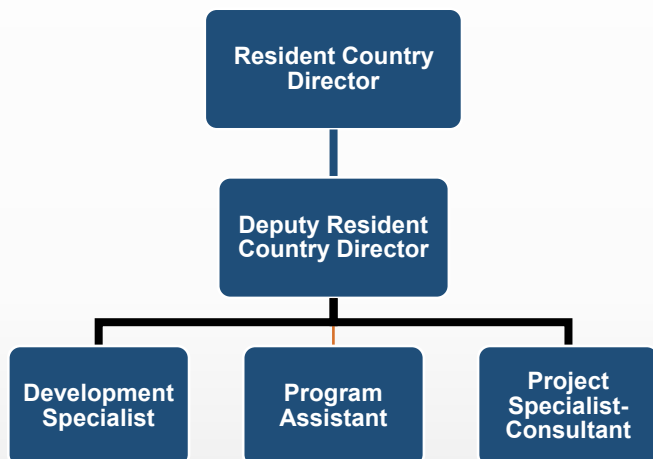 Resident Country
Director
Deputy Resident
Country Director
Development
Specialist
Program
Assistant
Project
Specialist-
Consultant